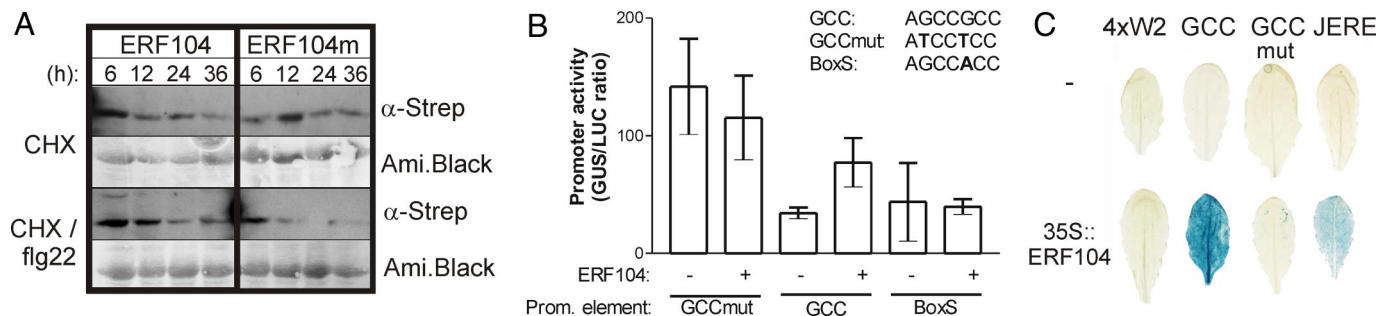 A
ERF104 ERF104m
(h): 6 12 24 36 6 12 24 36
CHX
α-Strep
Ami.Black
CHX /
flg22
α-Strep
Ami.Black
B
Promoter activity
(GUS/LUC ratio)
200
100
0
GCC: AGCCGCC
GCCmut: ATCCTCC
BoxS: AGCCACC
ERF104: - + - + - +
Prom. element: GCCmut GCC BoxS
C
4xW2 GCC GCC JERE
mut
-
35S::
ERF104